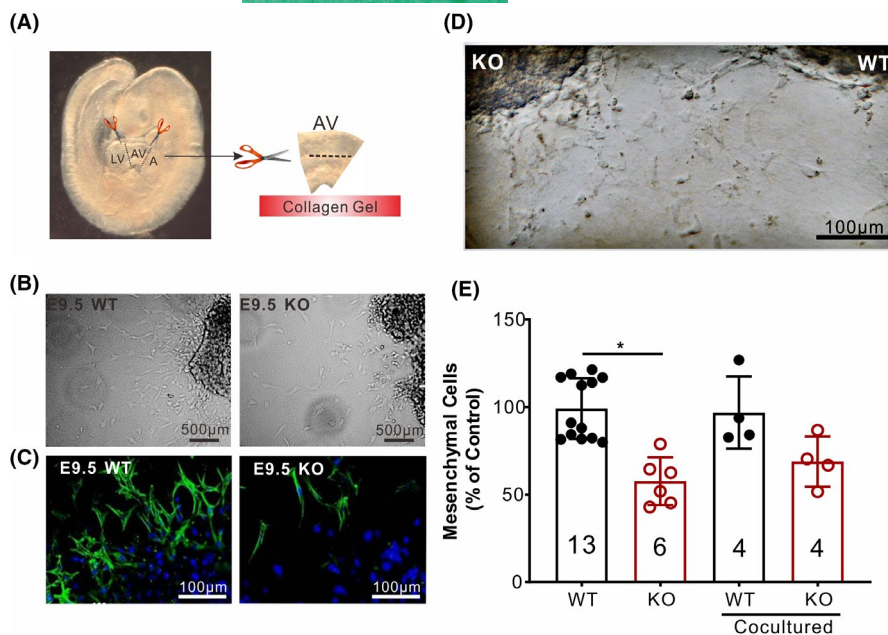 (A)
LV
AV
A
AV
Collagen Gel
(D)
KO
WT
100μm
(B)
E9.5 WT
500μm
E9.5 KO
500μm
(C)
E9.5 WT
100μm
E9.5 KO
100μm
(E)
Mesenchymal Cells
(% of Control)
150
100
50
0
*
13
6
4
4
WT
KO
WT
KO
Cocultured